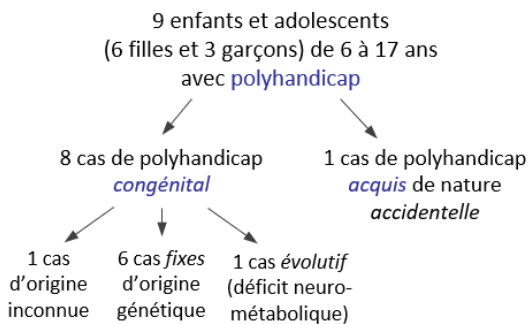 9 enfants et adolescents
(6 filles et 3 garçons) de 6 à 17 ans
avec polyhandicap
8 cas de polyhandicap
congénital
1 cas de polyhandicap
acquis de nature
accidentelle
1 cas
d'origine
inconnue
6 cas fixes
d'origine
génétique
1 cas évolutif
(déficit neuro-
métabolique)